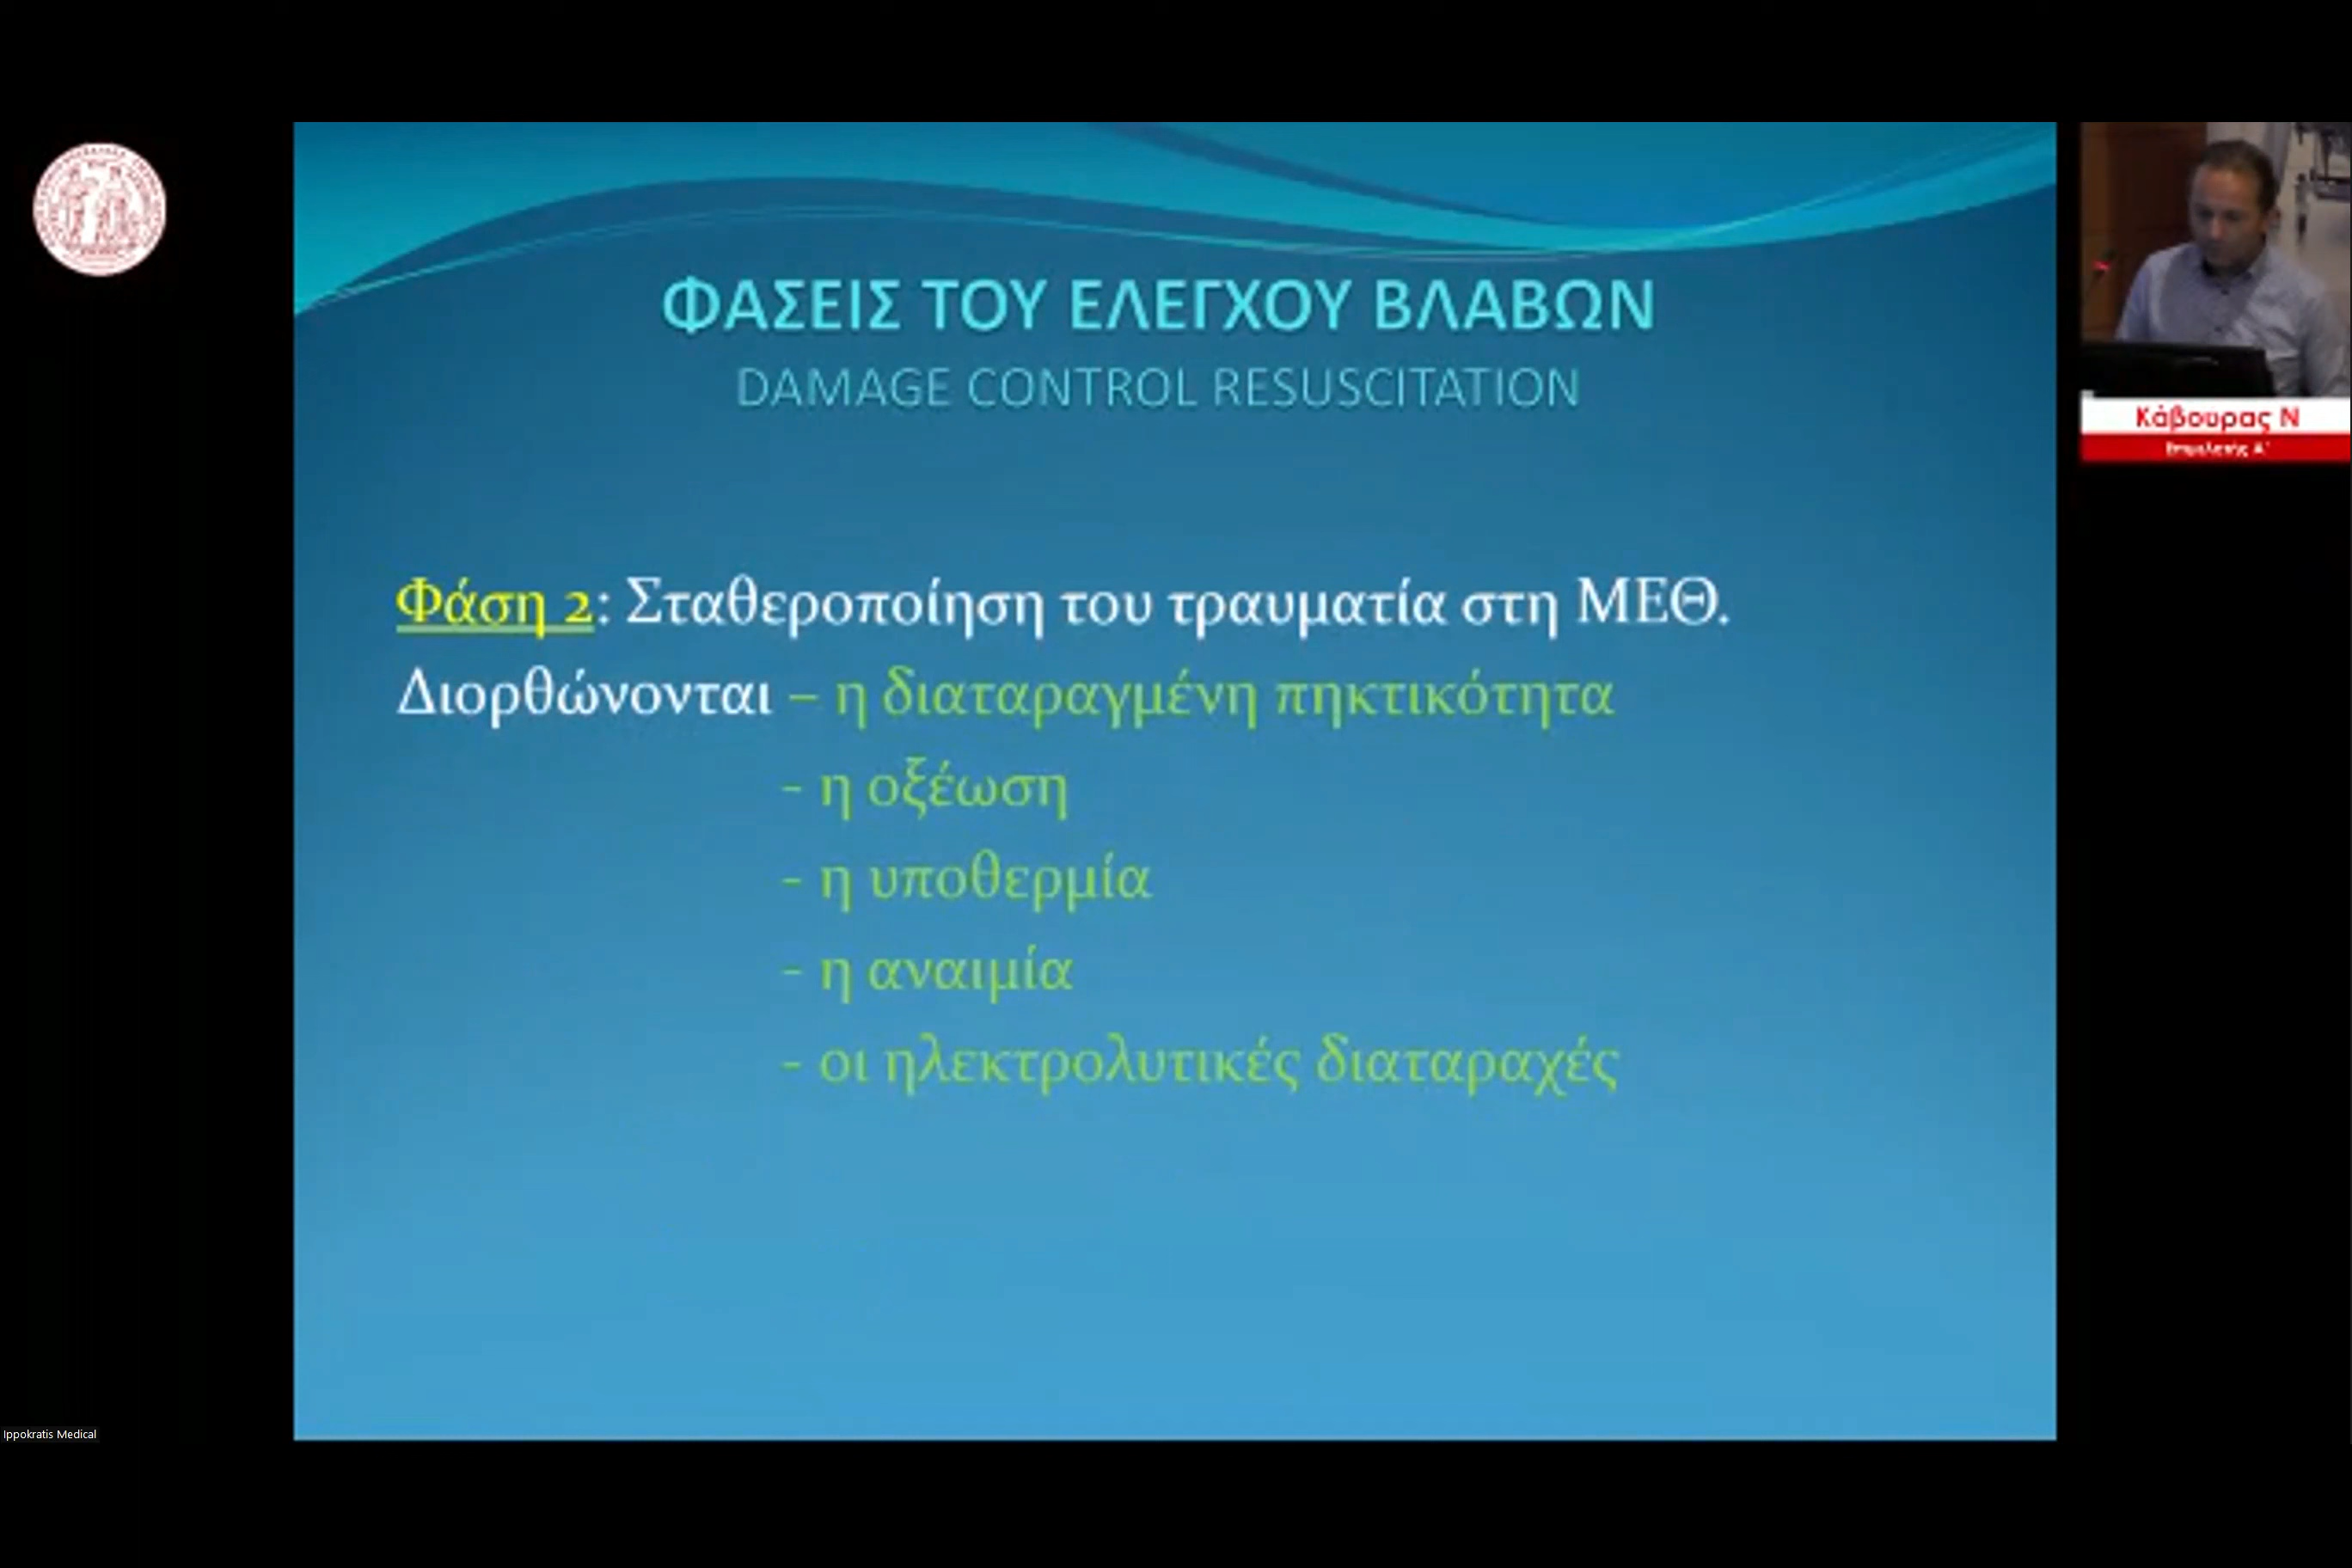 ΦΑΣΕΙΣ ΤΟΥ ΕΛΕΓΧΟΥ ΒΛΑΒΩΝ
DAMAGE CONTROL RESUSCITATION
Φάση 2: Σταθεροποίηση του τραυματία στη ΜΕΘ.
Διορθώνονται – η διαταραγμένη πηκτικότητα
- η οξέωση
- η υποθερμία
- η αναιμία
- οι ηλεκτρολυτικές διαταραχές
Κάβουρας Ν
Επιμελητής Α'
Ippokratis Medical